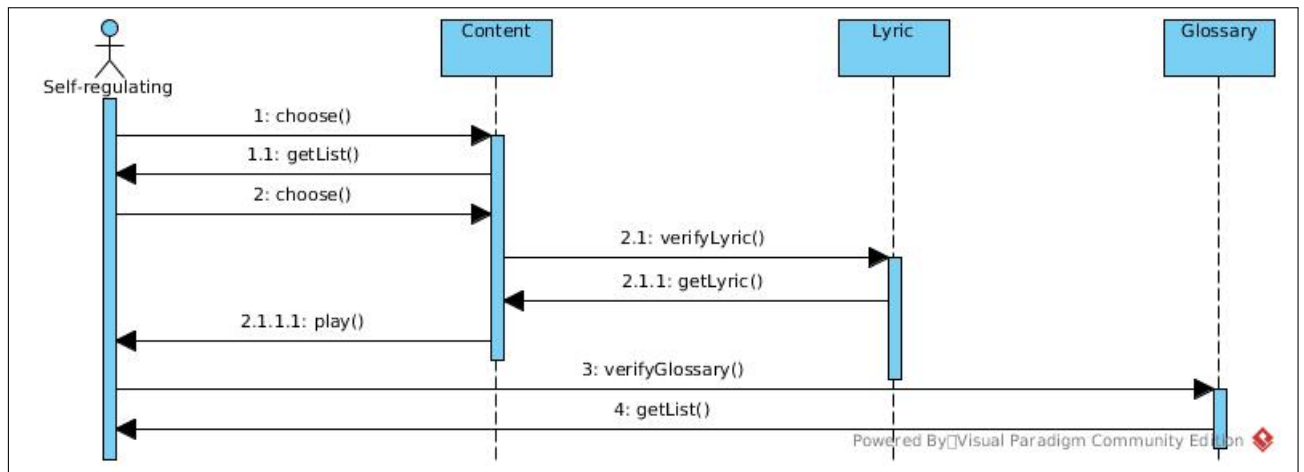 Content
Lyric
Glossary
Self-regulating
1: choose()
1.1: getList()
2: choose()
2.1: verifyLyric()
2.1.1: getLyric()
2.1.1.1: play()
3: verifyGlossary()
4: getList()
Powered By Visual Paradigm Community Edition